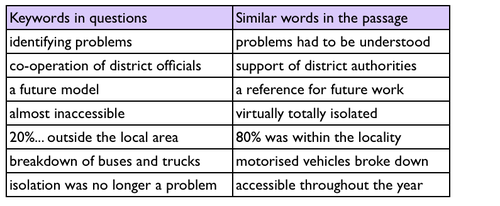 Keywords in questions Similar words in the passage
identifying problems problems had to be understood
co-operation of district officials support of district authorities
a future model a reference for future work
almost inaccessible virtually totally isolated
20%... outside the local area 80% was within the locality
breakdown of buses and trucks motorised vehicles broke down
isolation was no longer a problem accessible throughout the year